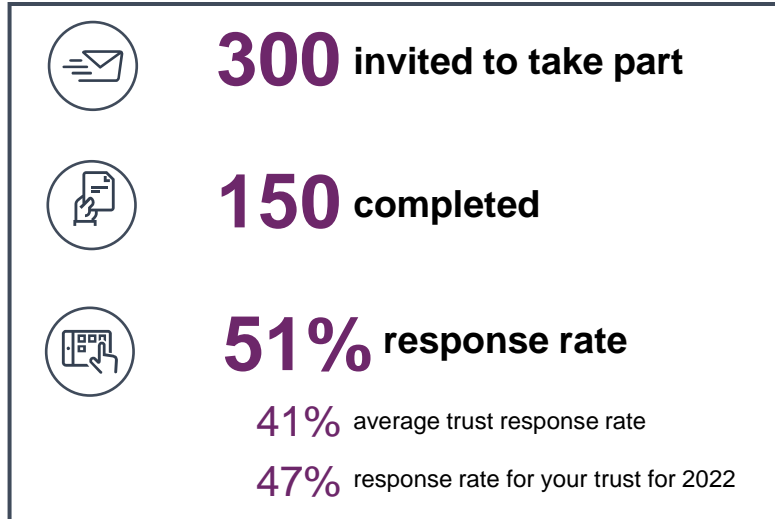 300 invited to take part
150 completed
51% response rate
41% average trust response rate
47% response rate for your trust for 2022